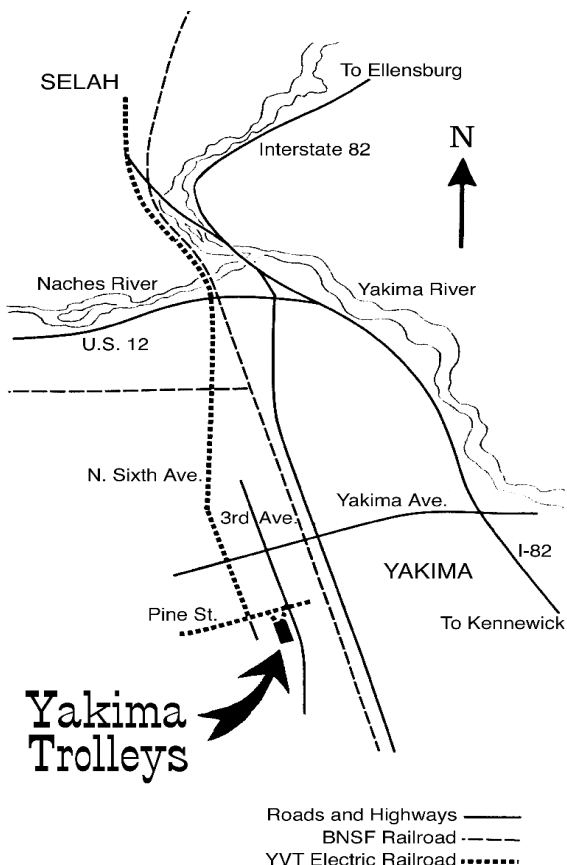 SELAH
To Ellensburg
Interstate 82
N
Naches River
Yakima River
U.S. 12
N. Sixth Ave.
3rd Ave.
Yakima Ave.
I-82
YAKIMA
Pine St.
To Kennewick
Yakima
Trolleys
Roads and Highways
BNSF Railroad
YVT Electric Railroad